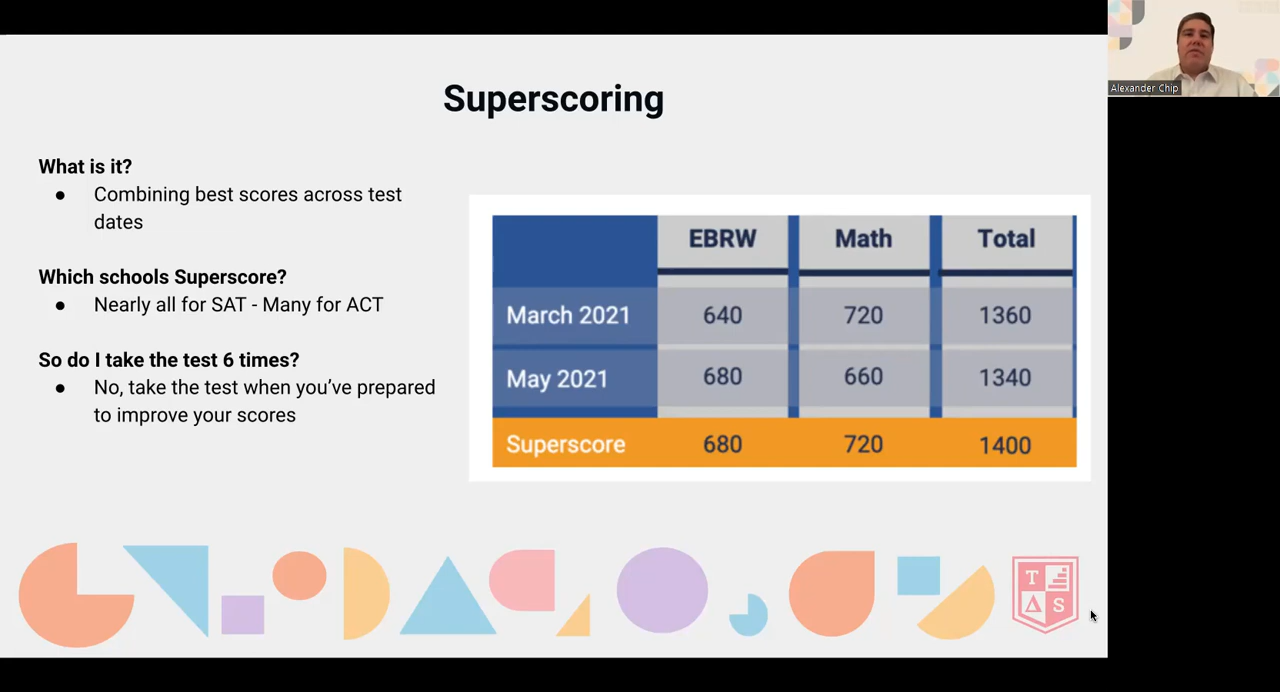 Superscoring
Alexander Chip
What is it?
● Combining best scores across test
dates
Which schools Superscore?
● Nearly all for SAT - Many for ACT
So do I take the test 6 times?
● No, take the test when you've prepared
to improve your scores
EBRW Math Total
March 2021 640 720 1360
May 2021 680 660 1340
Superscore 680 720 1400
T
S